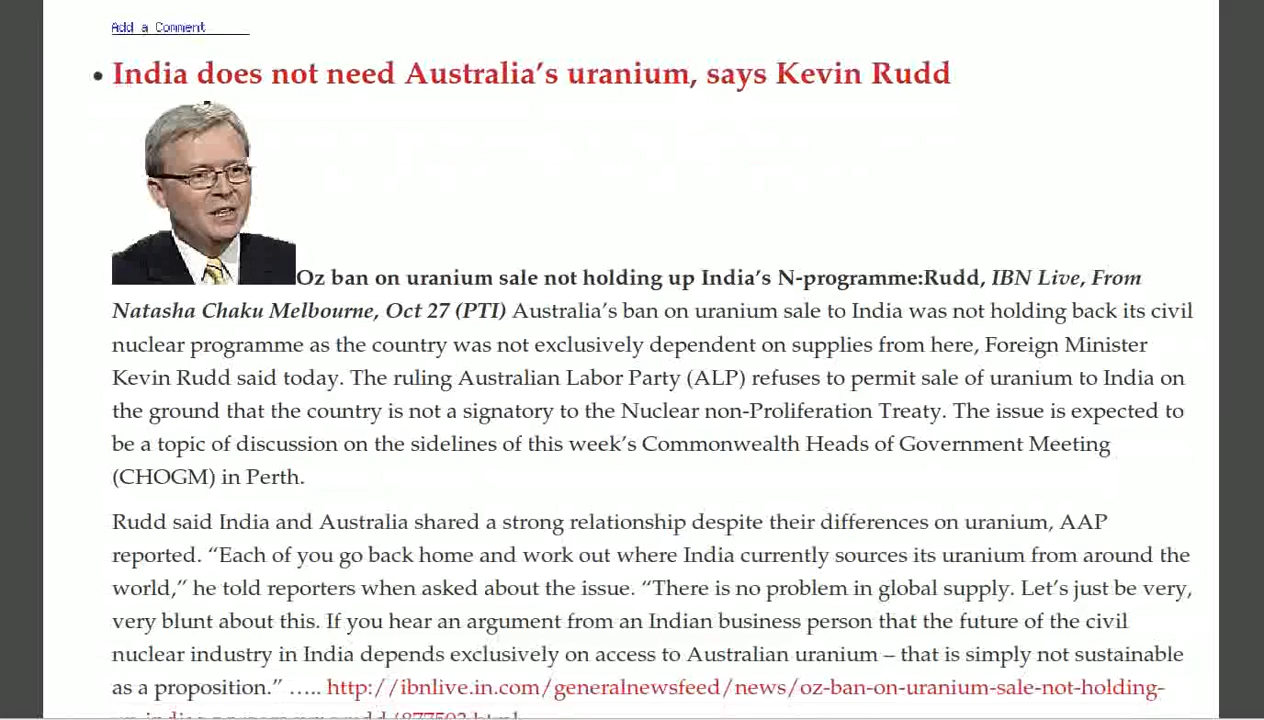 Add a Comment
• India does not need Australia’s uranium, says Kevin Rudd
Oz ban on uranium sale not holding up India’s N-programme:Rudd, IBN Live, From
Natasha Chaku Melbourne, Oct 27 (PTI) Australia’s ban on uranium sale to India was not holding back its civil
nuclear programme as the country was not exclusively dependent on supplies from here, Foreign Minister
Kevin Rudd said today. The ruling Australian Labor Party (ALP) refuses to permit sale of uranium to India on
the ground that the country is not a signatory to the Nuclear non-Proliferation Treaty. The issue is expected to
be a topic of discussion on the sidelines of this week’s Commonwealth Heads of Government Meeting
(CHOGM) in Perth.
Rudd said India and Australia shared a strong relationship despite their differences on uranium, AAP
reported. “Each of you go back home and work out where India currently sources its uranium from around the
world,” he told reporters when asked about the issue. “There is no problem in global supply. Let’s just be very,
very blunt about this. If you hear an argument from an Indian business person that the future of the civil
nuclear industry in India depends exclusively on access to Australian uranium – that is simply not sustainable
as a proposition.” ….. http://ibnlive.in.com/generalnewsfeed/news/oz-ban-on-uranium-sale-not-holding-